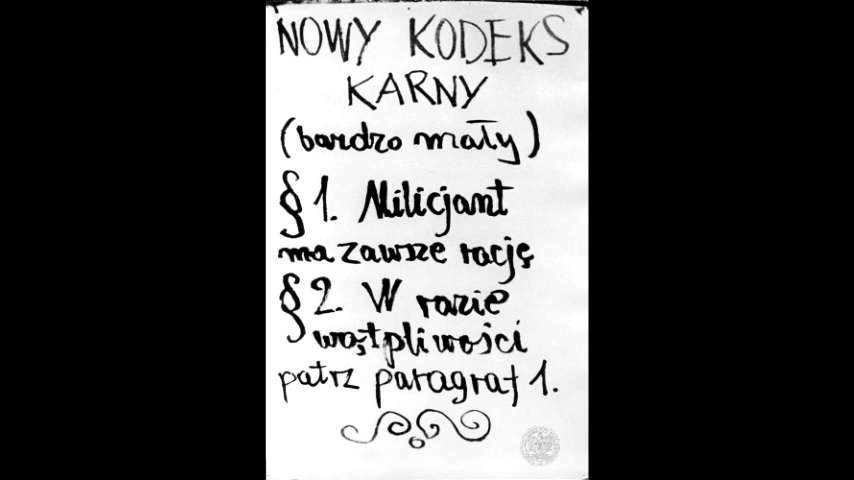 NOWY KODEKS
KARNY
(bardzo mały)
§ 1. Milicjant
ma zawsze rację
§ 2. W razie
wątpliwości
patrz paragraf 1.